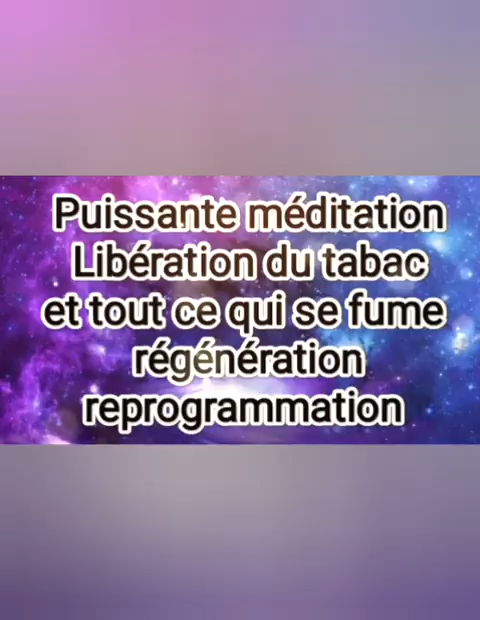 Puissante méditation
Libération du tabac
et tout ce qui se fume
régénération
reprogrammation